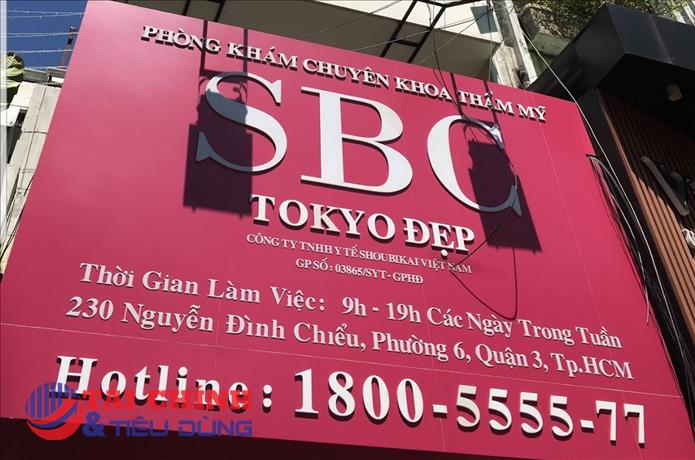 PHÒNG KHÁM CHUYÊN KHOA THẨM MỸ
SBC
TOKYO ĐẸP
CÔNG TY TNHH Y TẾ SHOUBIKAI VIỆT NAM
GP SỐ : 03865/SYT - GPHĐ
Thời Gian Làm Việc: 9h - 19h Các Ngày Trong Tuần
230 Nguyễn Đình Chiểu, Phường 6, Quận 3, Tp.HCM
Hotline : 1800-5555-77
TÀI CHÍNH
& TIÊU DÙNG